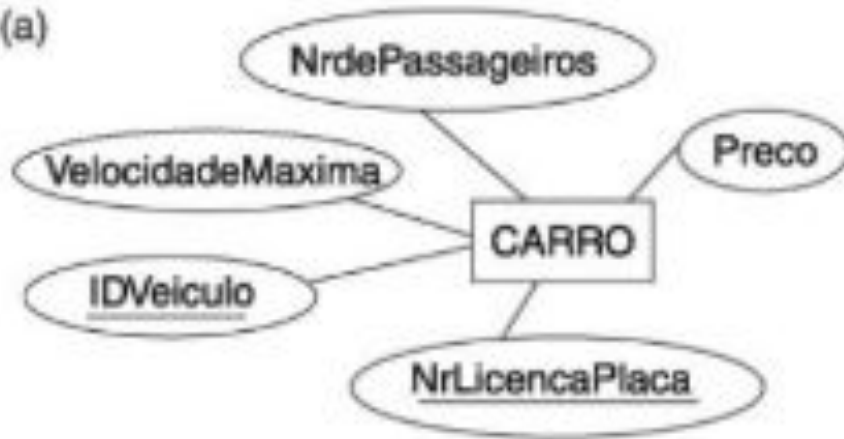 (a)
NrdePassageiros
Preco
VelocidadeMaxima
CARRO
IDVeiculo
NrLicencaPlaca